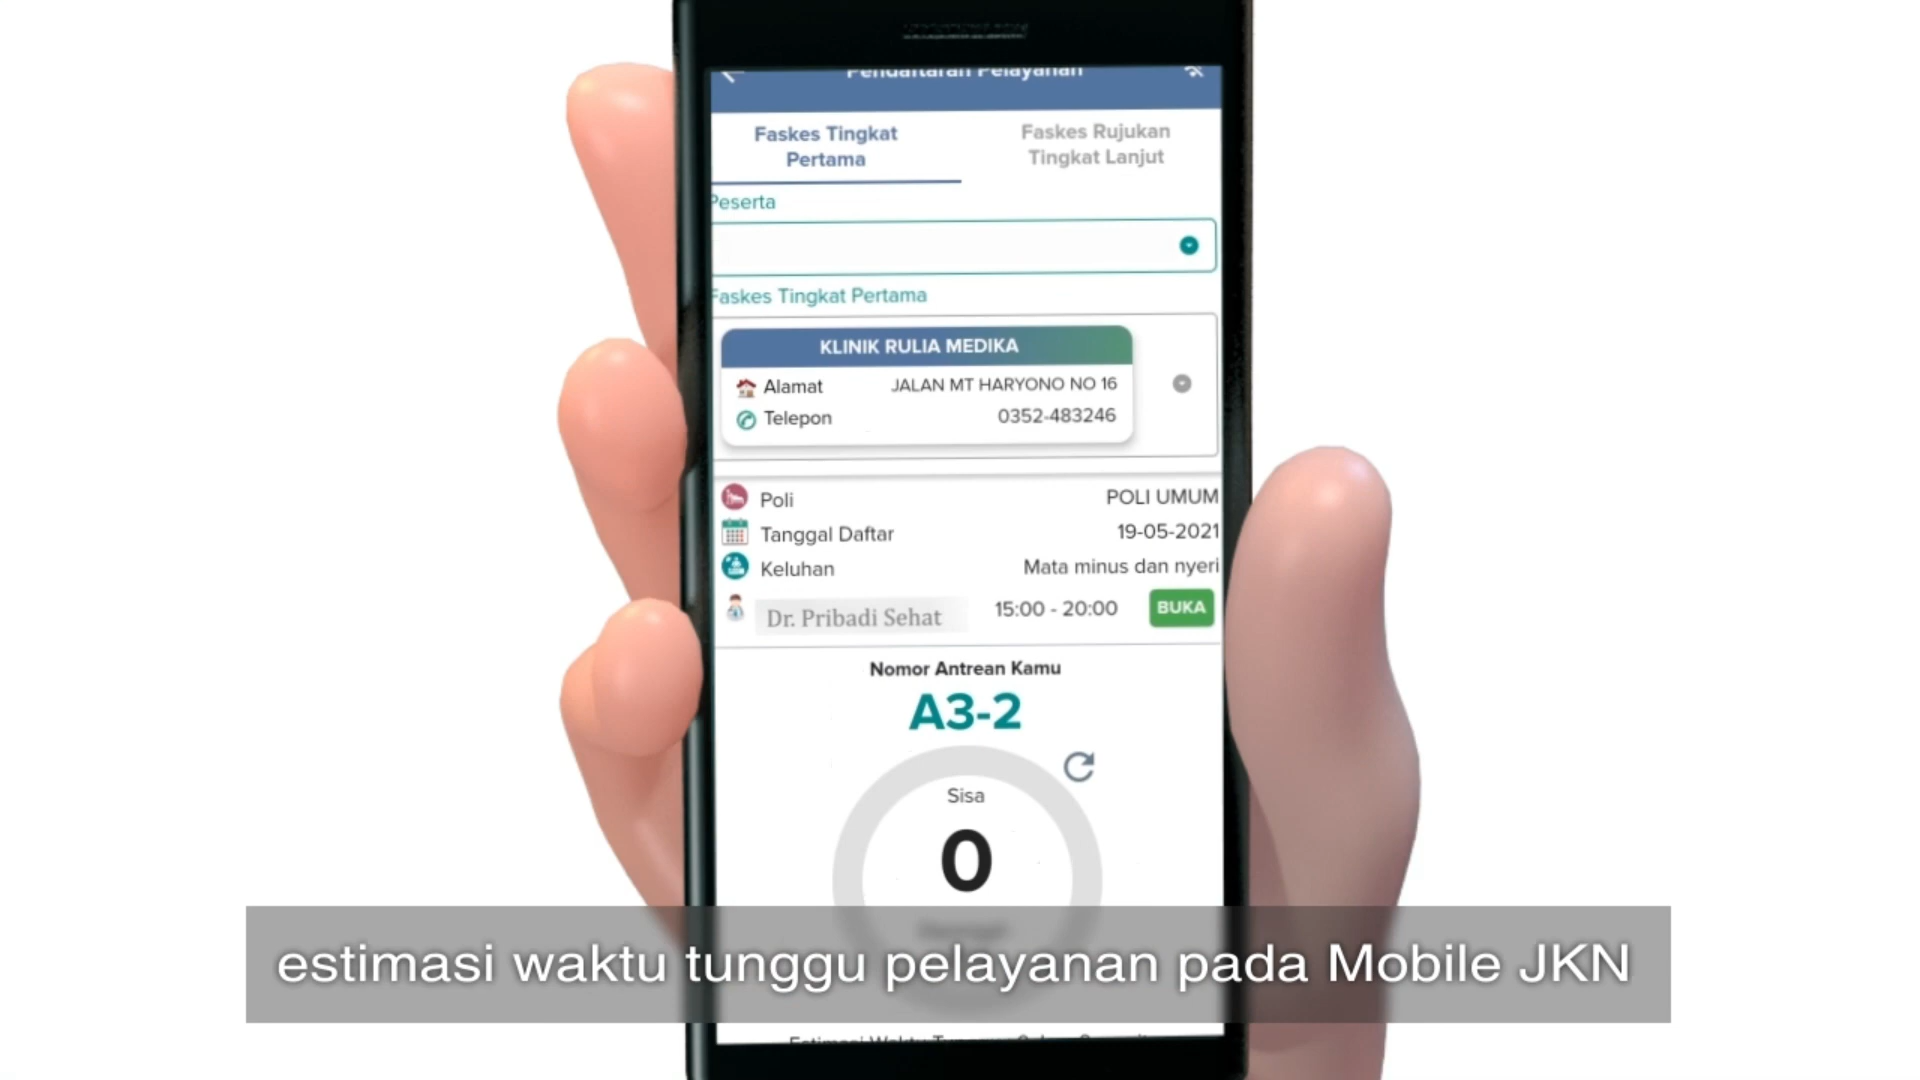 Pendaftaran Pelayanan
Faskes Tingkat Pertama
Faskes Rujukan Tingkat Lanjut
Peserta
Faskes Tingkat Pertama
KLINIK RULIA MEDIKA
Alamat JALAN MT HARYONO NO 16
Telepon 0352-483246
Poli POLI UMUM
Tanggal Daftar 19-05-2021
Keluhan Mata minus dan nyeri
Dr. Pribadi Sehat 15:00 - 20:00 BUKA
Nomor Antrean Kamu
A3-2
Sisa
0
estimasi waktu tunggu pelayanan pada Mobile JKN